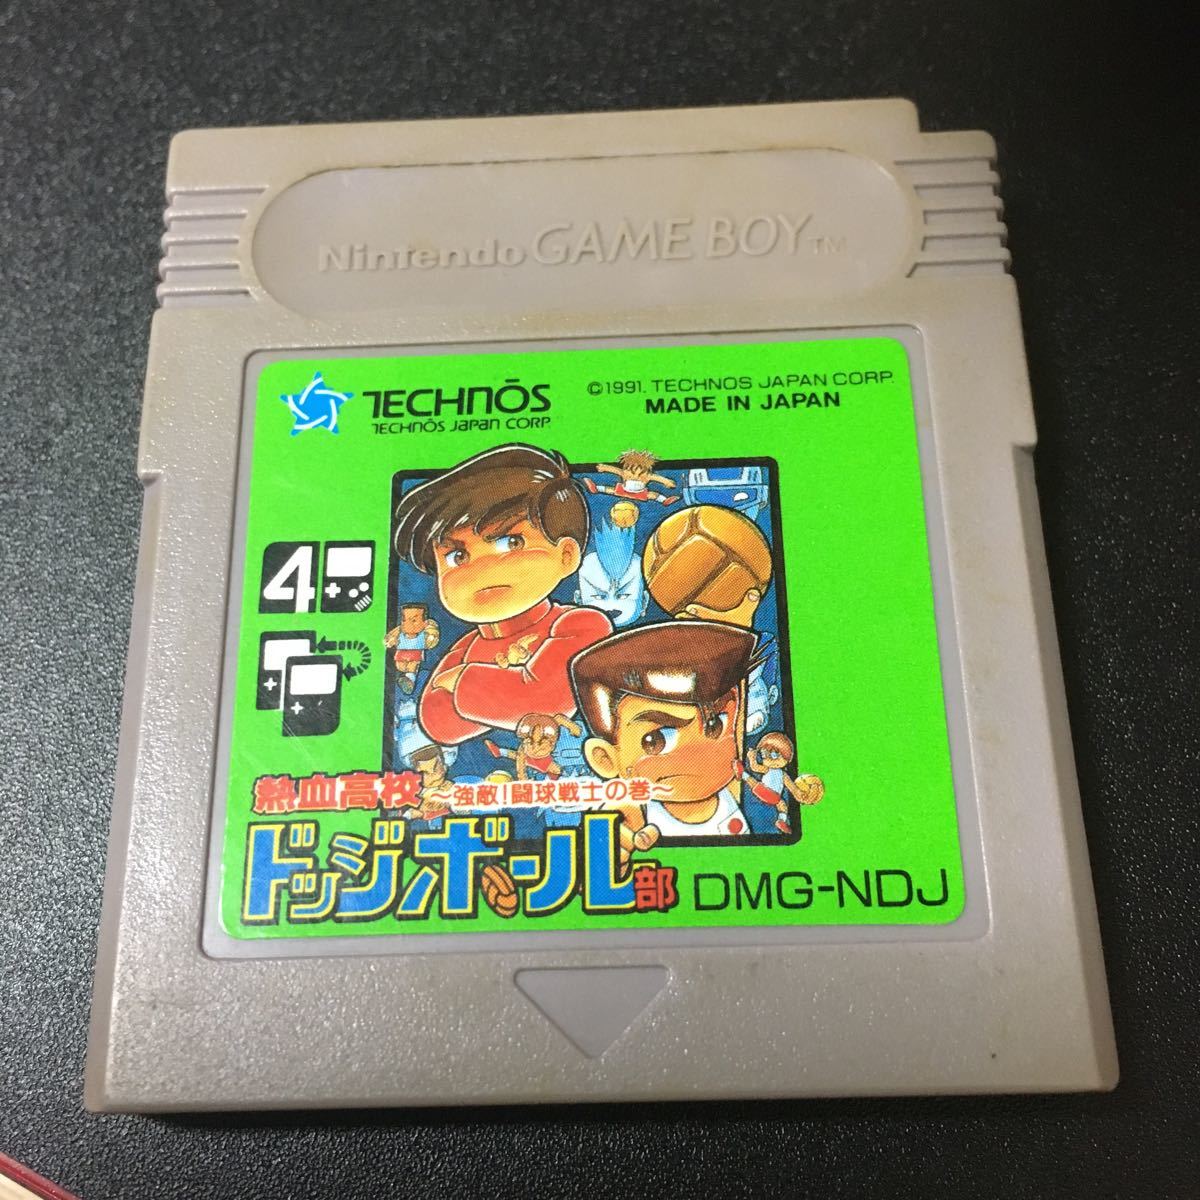 Nintendo GAME BOY™
TECHNŌS
TECHNŌS JAPAN CORP.
©1991. TECHNOS JAPAN CORP.
MADE IN JAPAN
4
熱血高校
～強敵!闘球戦士の巻～
ドッジボール部
DMG-NDJ